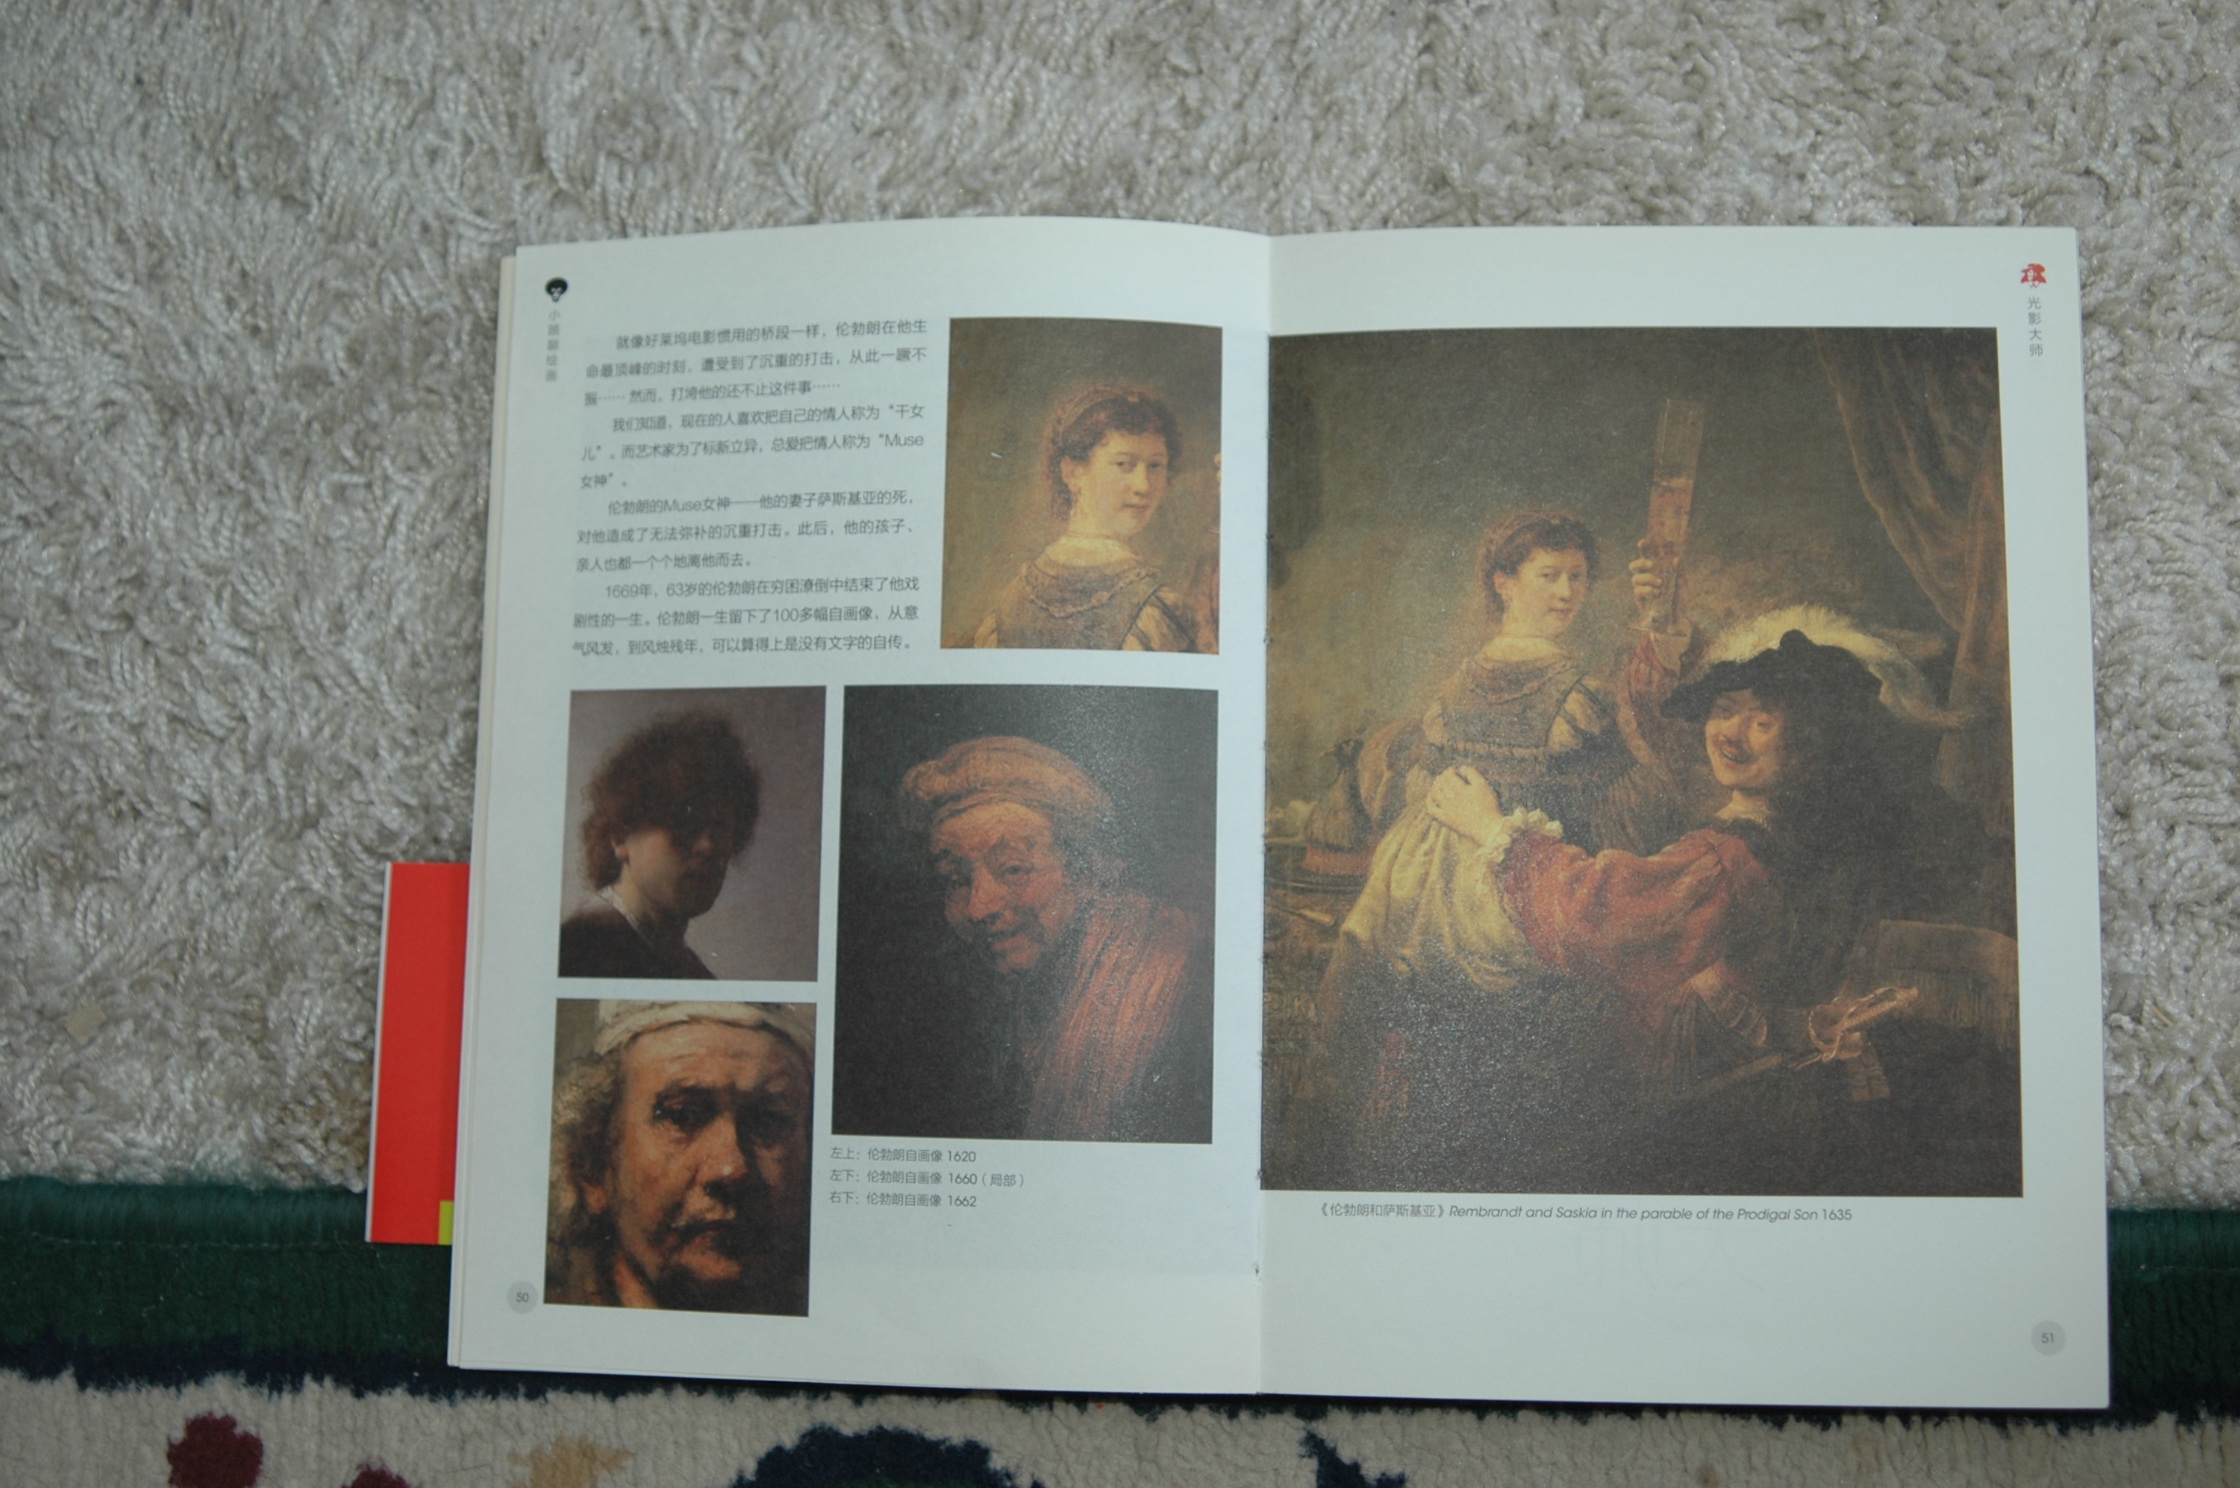 就像好莱坞电影惯用的桥段一样，伦勃朗在他生
命最顶峰的时刻，遭受到了沉重的打击，从此一蹶不
振……然而，打垮他的还不止这件事……
我们知道，现在的人喜欢把自己的情人称为“干女
儿”。而艺术家为了标新立异，总爱把情人称为“Muse
女神”。
伦勃朗的Muse女神——他的妻子萨斯基亚的死，
对他造成了无法弥补的沉重打击。此后，他的孩子、
亲人也都一个个地离他而去。
1669年，63岁的伦勃朗在穷困潦倒中结束了他戏
剧性的一生。伦勃朗一生留下了100多幅自画像，从意
气风发，到风烛残年，可以算得上是没有文字的自传。
左上：伦勃朗自画像 1620
左下：伦勃朗自画像 1660（局部）
右下：伦勃朗自画像 1662
50
光影大师
《伦勃朗和萨斯基亚》Rembrandt and Saskia in the parable of the Prodigal Son 1635
51